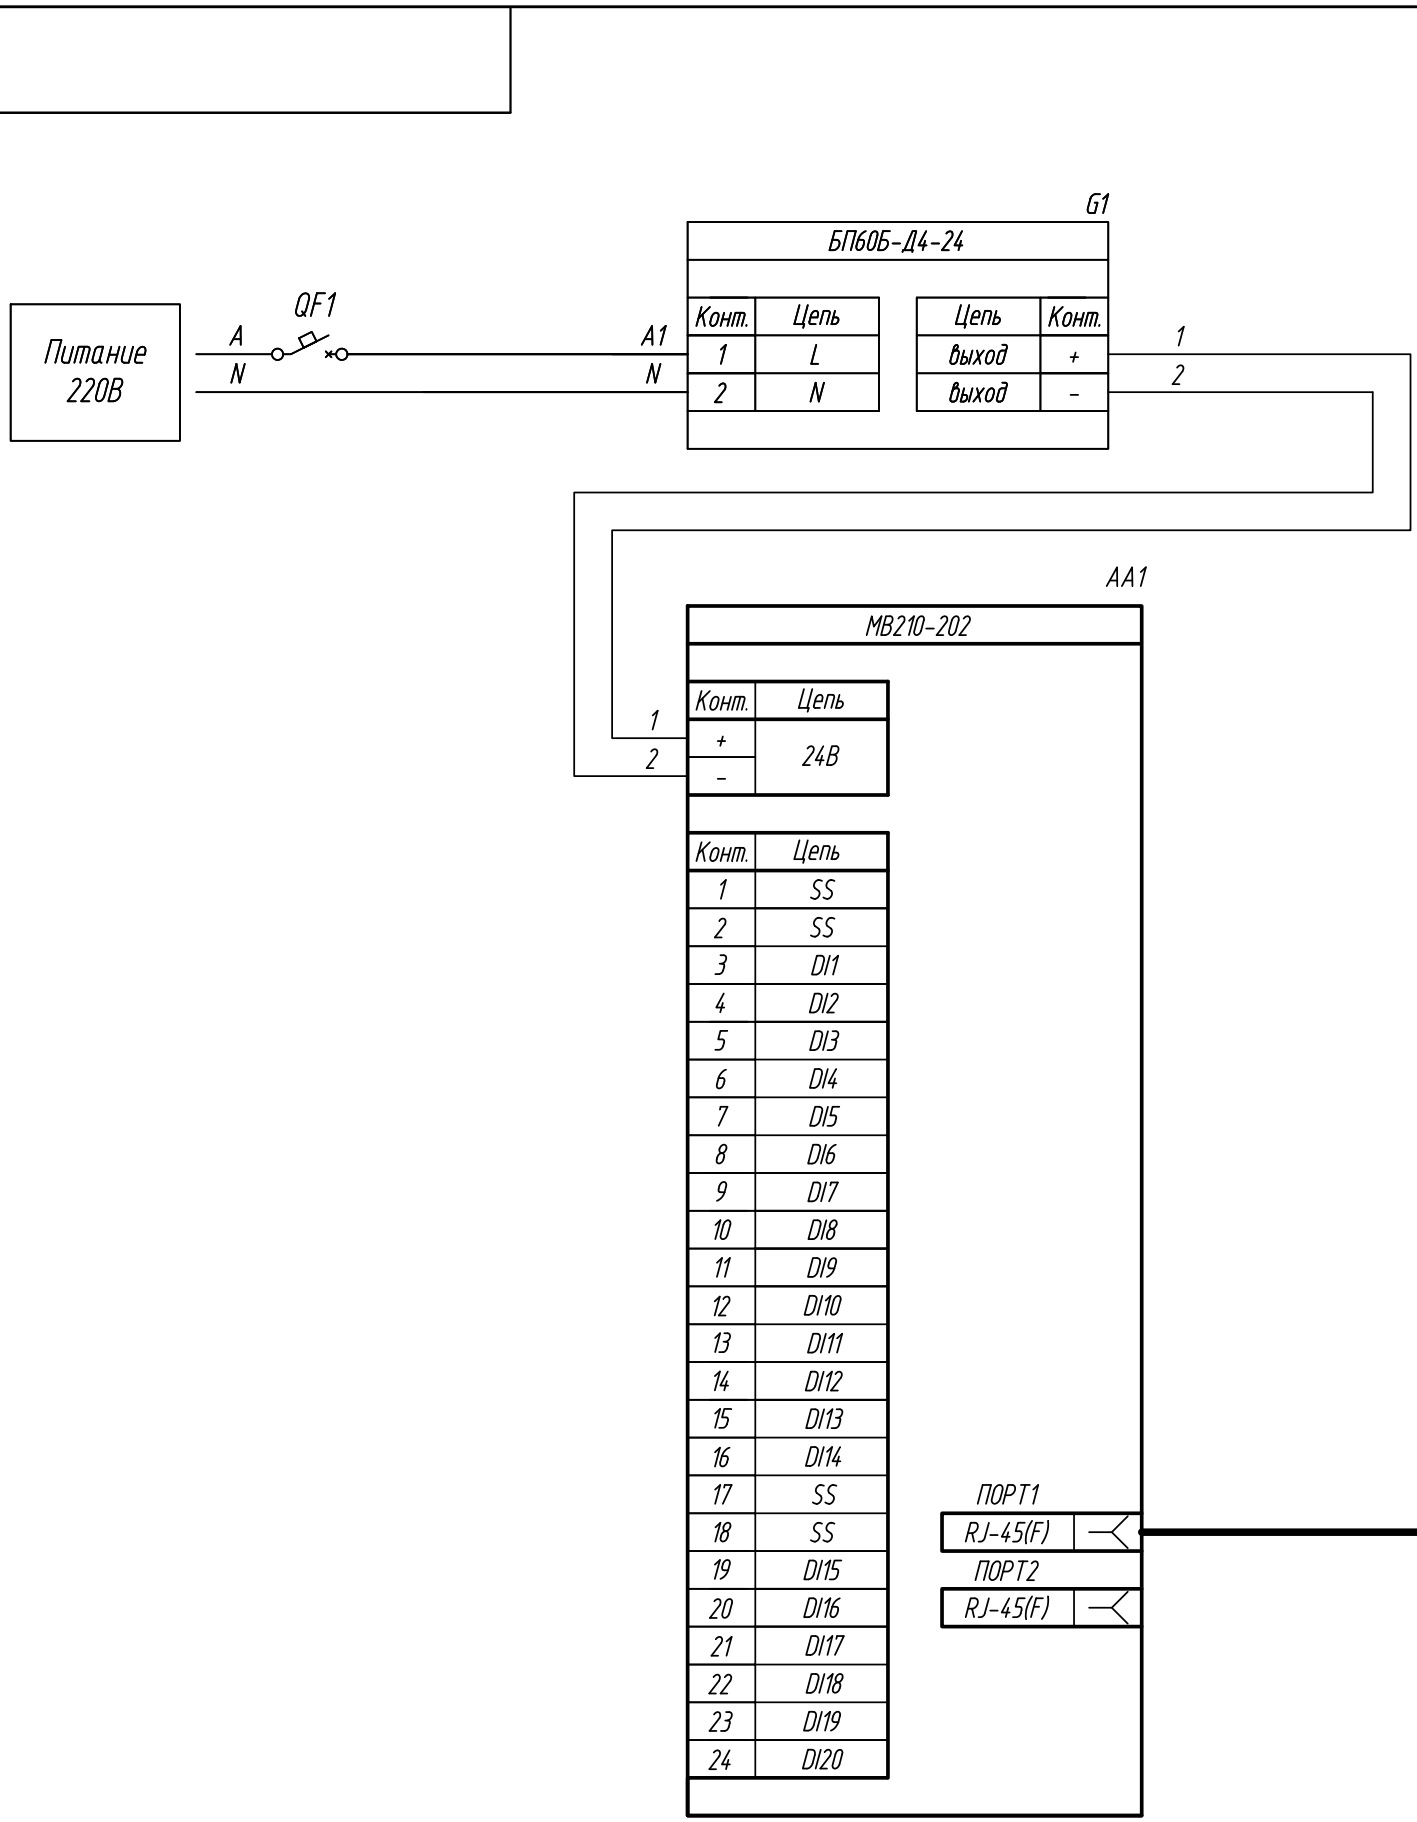 G1
БП60Б-Д4-24
QF1
Питание
220В
A
N
A1
N
Конт. Цепь Цепь Конт.
1 L выход +
2 N выход -
1
2
AA1
МВ210-202
Конт. Цепь
1
2
+
24В
-
Конт. Цепь
1 SS
2 SS
3 DI1
4 DI2
5 DI3
6 DI4
7 DI5
8 DI6
9 DI7
10 DI8
11 DI9
12 DI10
13 DI11
14 DI12
15 DI13
16 DI14
17 SS
18 SS
19 DI15
20 DI16
21 DI17
22 DI18
23 DI19
24 DI20
ПОРТ1
RJ-45(F)
ПОРТ2
RJ-45(F)